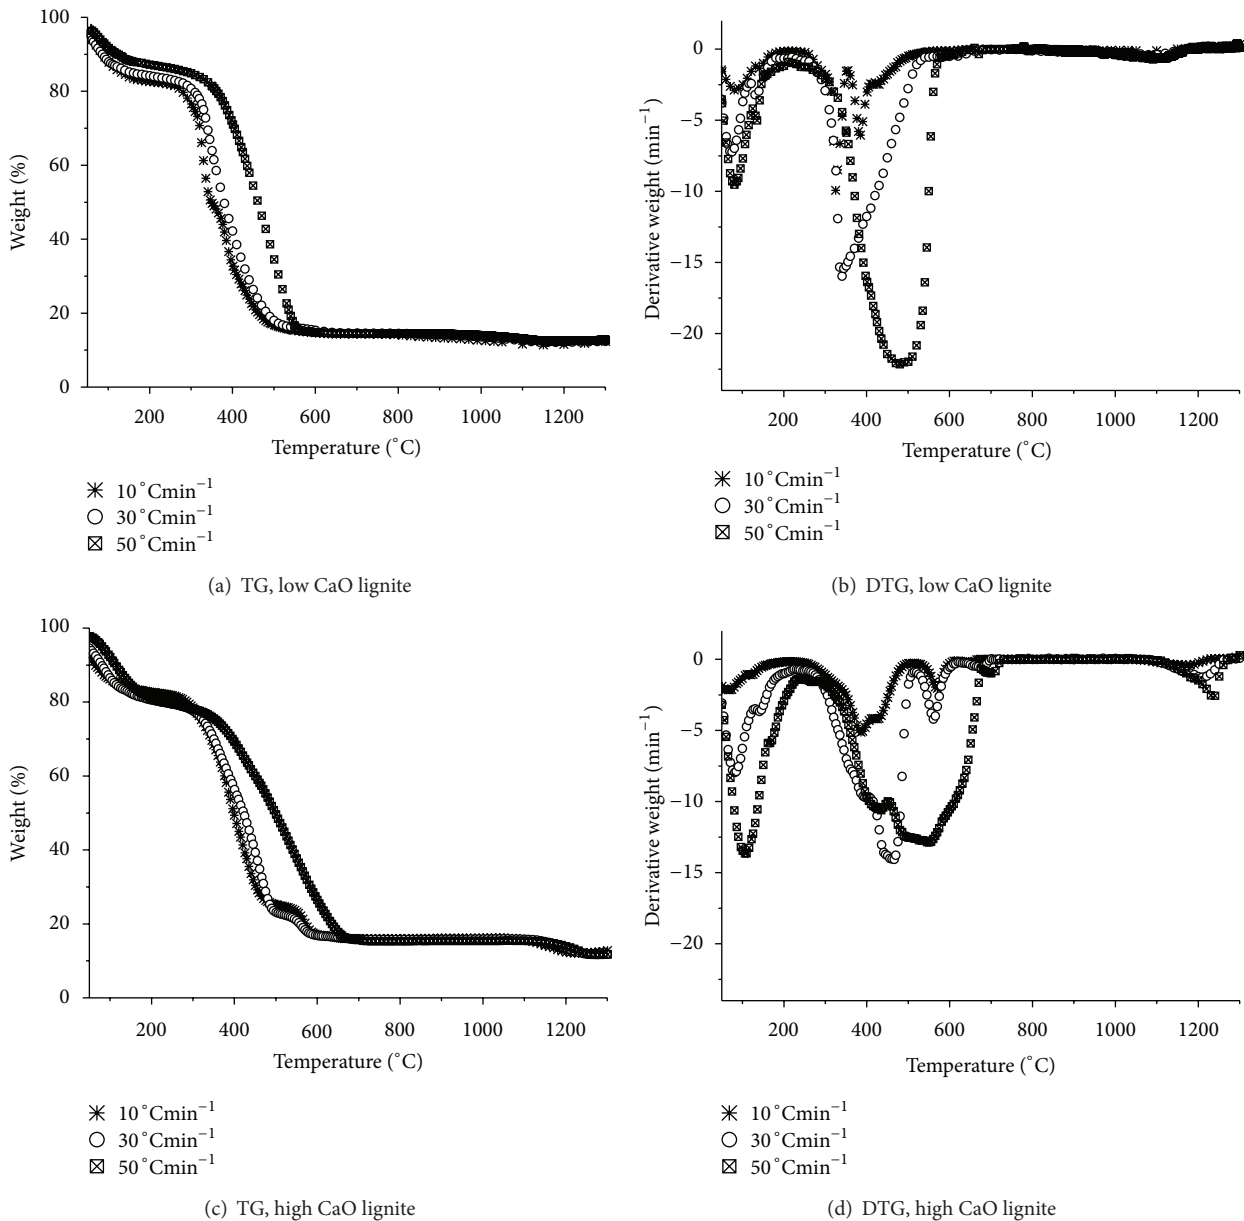 100
80
60
40
20
0
Weight (%)
200 400 600 800 1000 1200
Temperature (°C)
10°Cmin−1
30°Cmin−1
50°Cmin−1
(a) TG, low CaO lignite
0
−5
−10
−15
−20
Derivative weight (min−1)
200 400 600 800 1000 1200
Temperature (°C)
10°Cmin−1
30°Cmin−1
50°Cmin−1
(b) DTG, low CaO lignite
100
80
60
40
20
0
Weight (%)
200 400 600 800 1000 1200
Temperature (°C)
10°Cmin−1
30°Cmin−1
50°Cmin−1
(c) TG, high CaO lignite
0
−5
−10
−15
−20
Derivative weight (min−1)
200 400 600 800 1000 1200
Temperature (°C)
10°Cmin−1
30°Cmin−1
50°Cmin−1
(d) DTG, high CaO lignite